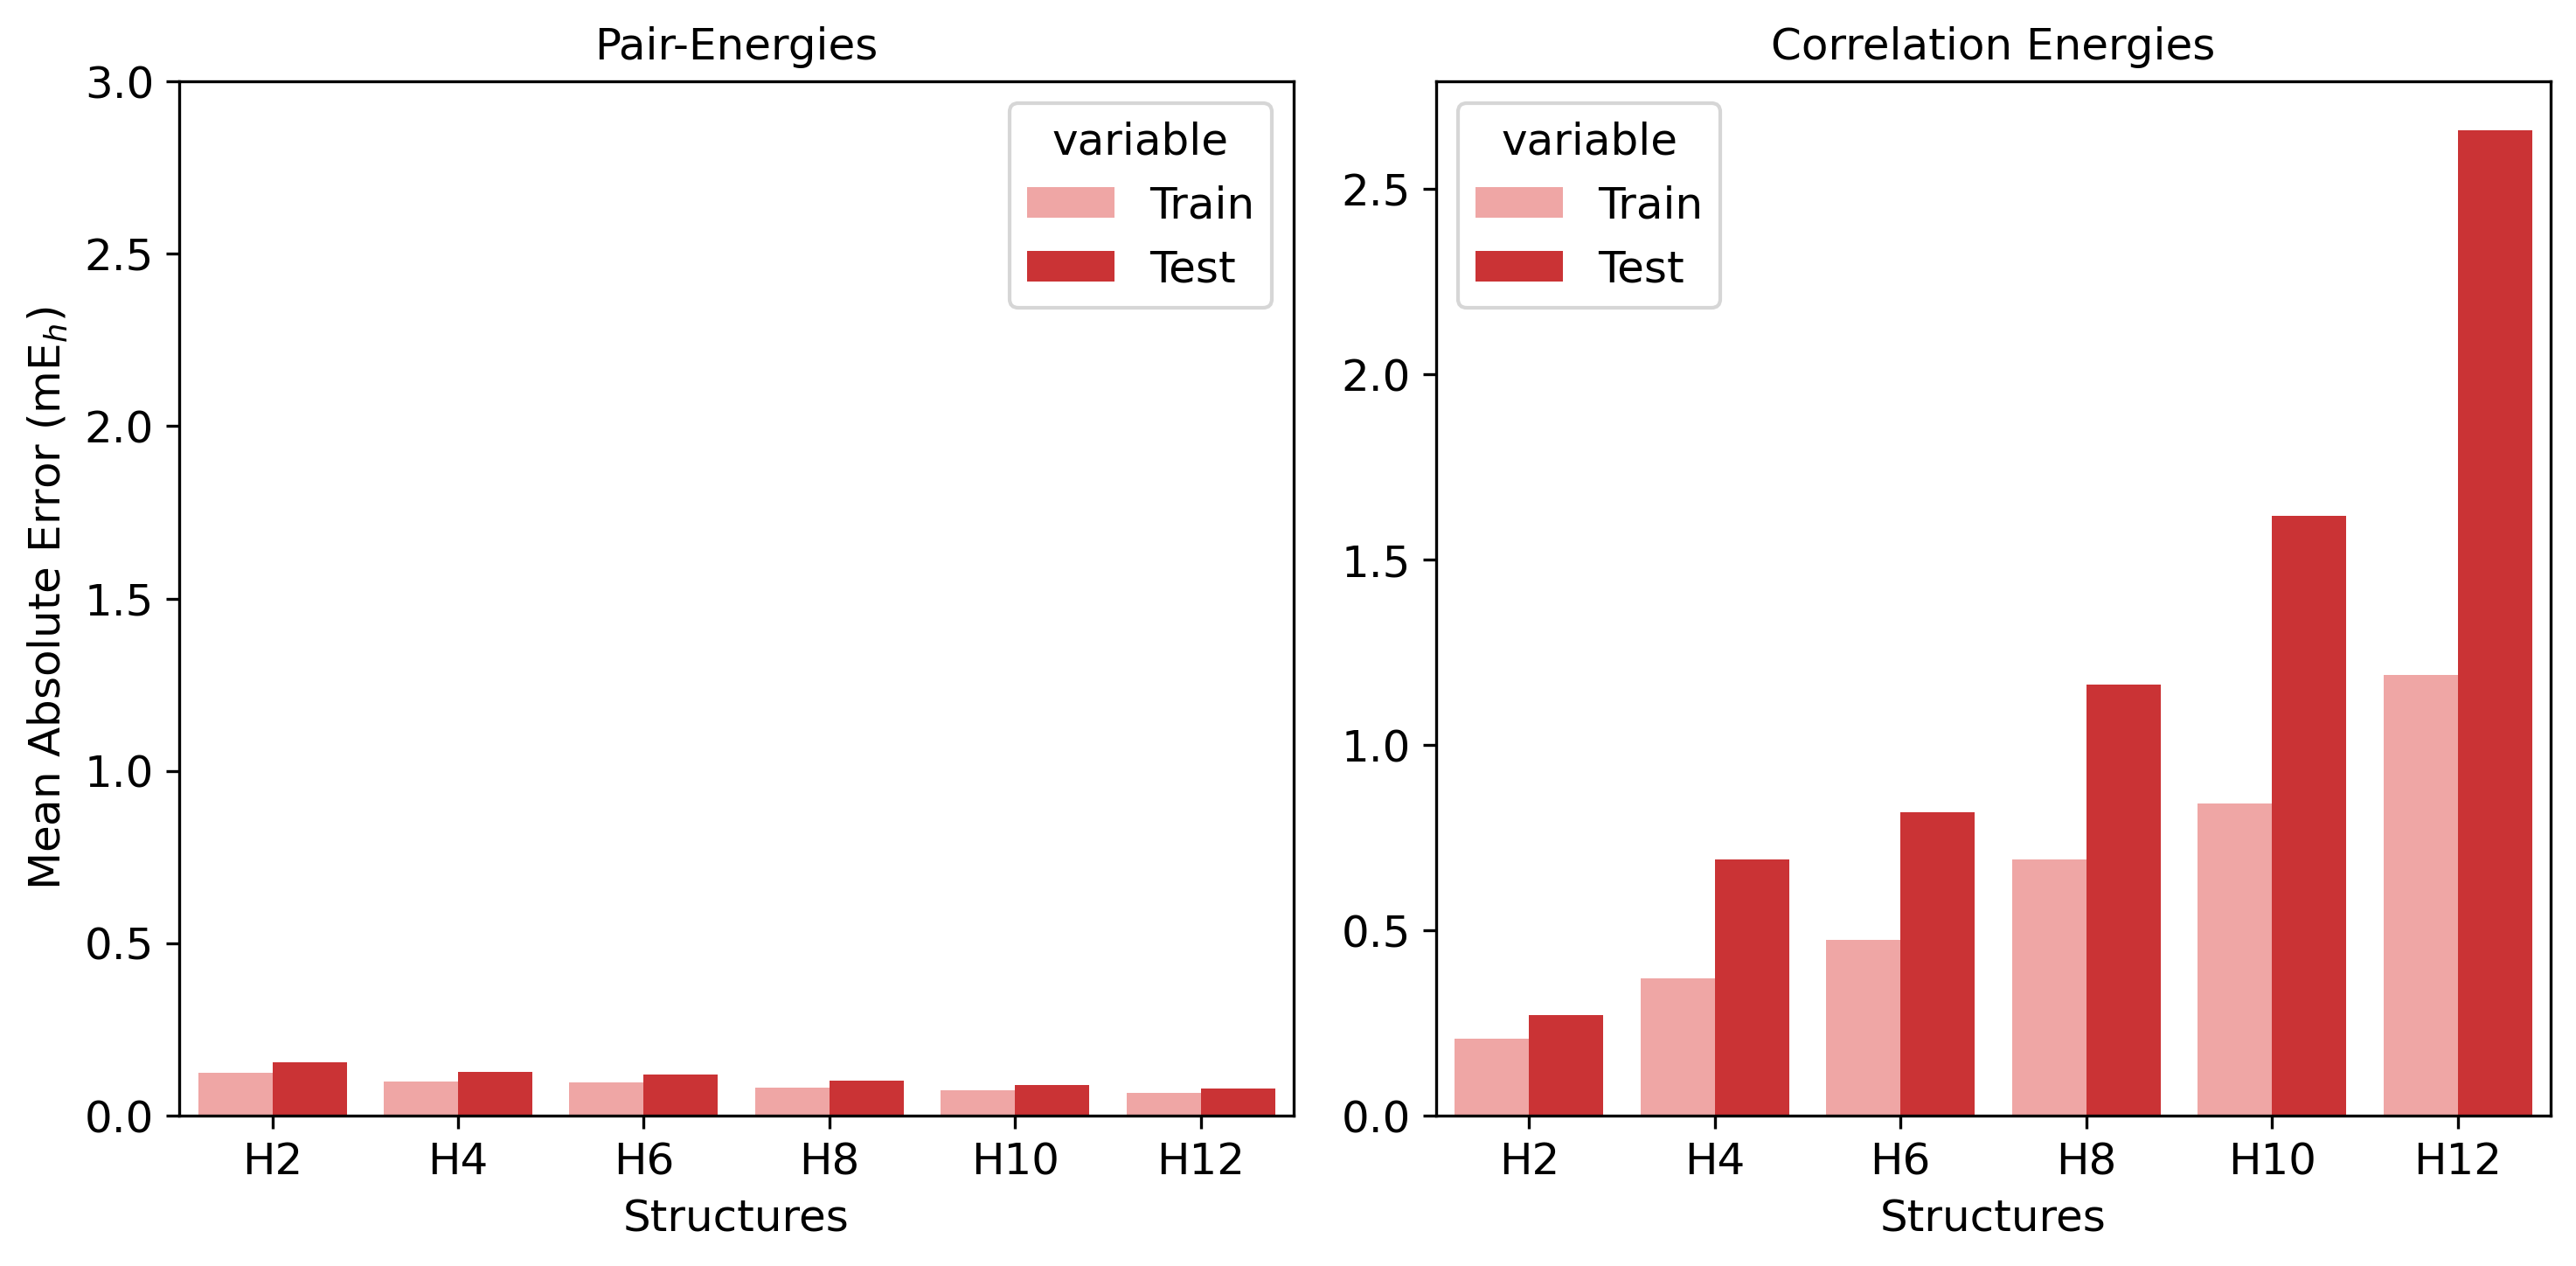 Pair-Energies
Mean Absolute Error (mE$_h$)
3.0
2.5
2.0
1.5
1.0
0.5
0.0
variable
Train
Test
H2 H4 H6 H8 H10 H12
Structures
Correlation Energies
2.5
2.0
1.5
1.0
0.5
0.0
variable
Train
Test
H2 H4 H6 H8 H10 H12
Structures